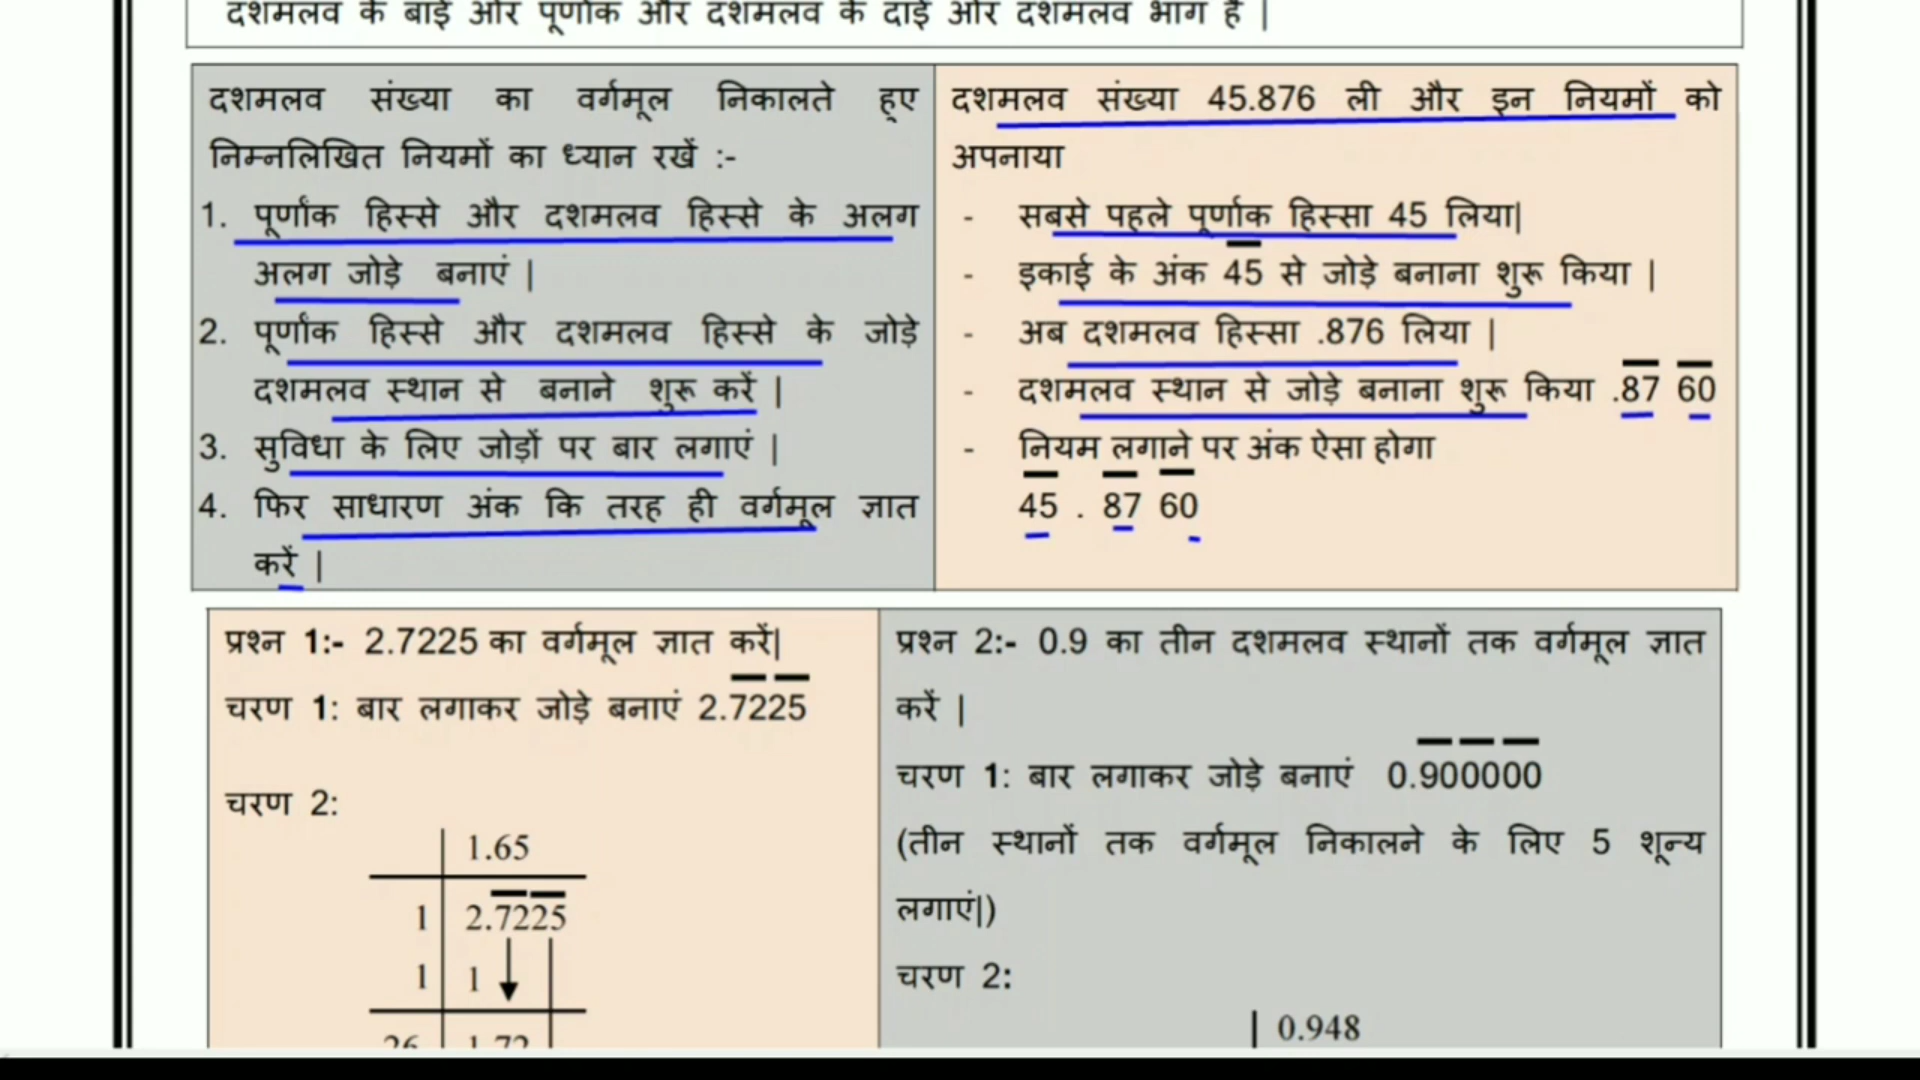 दशमलव के बाईं ओर पूर्णांक और दशमलव के दाईं ओर दशमलव भाग है |
दशमलव संख्या का वर्गमूल निकालते हुए
निम्नलिखित नियमों का ध्यान रखें :-
1. पूर्णांक हिस्से और दशमलव हिस्से के अलग
अलग जोड़े बनाएं |
2. पूर्णांक हिस्से और दशमलव हिस्से के जोड़े
दशमलव स्थान से बनाने शुरू करें |
3. सुविधा के लिए जोड़ों पर बार लगाएं |
4. फिर साधारण अंक कि तरह ही वर्गमूल ज्ञात
करें |
दशमलव संख्या 45.876 ली और इन नियमों को
अपनाया
- सबसे पहले पूर्णांक हिस्सा 45 लिया|
- इकाई के अंक 45 से जोड़े बनाना शुरू किया |
- अब दशमलव हिस्सा .876 लिया |
- दशमलव स्थान से जोड़े बनाना शुरू किया .87 60
- नियम लगाने पर अंक ऐसा होगा
45 . 87 60
प्रश्न 1:- 2.7225 का वर्गमूल ज्ञात करें|
चरण 1: बार लगाकर जोड़े बनाएं 2.7225
चरण 2:
1.65
1 2.7225
1 1
26 1 72
प्रश्न 2:- 0.9 का तीन दशमलव स्थानों तक वर्गमूल ज्ञात
करें |
चरण 1: बार लगाकर जोड़े बनाएं 0.900000
(तीन स्थानों तक वर्गमूल निकालने के लिए 5 शून्य
लगाएं|)
चरण 2:
0.948